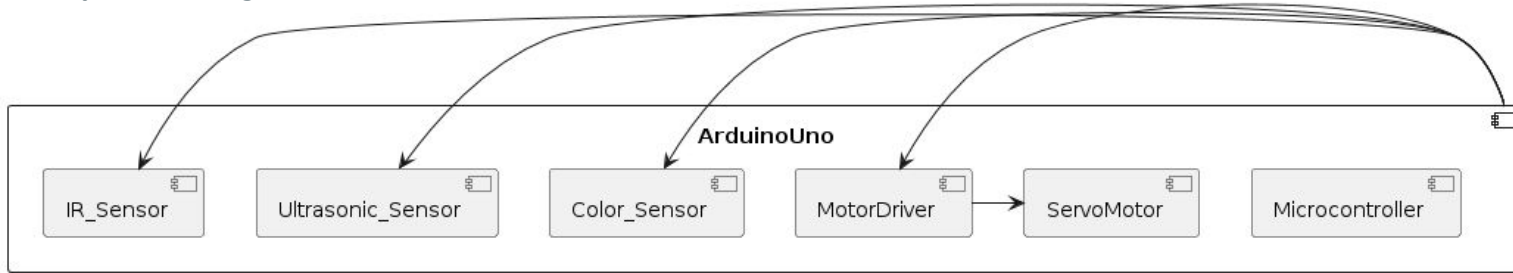 ArduinoUno
IR_Sensor
Ultrasonic_Sensor
Color_Sensor
MotorDriver
ServoMotor
Microcontroller